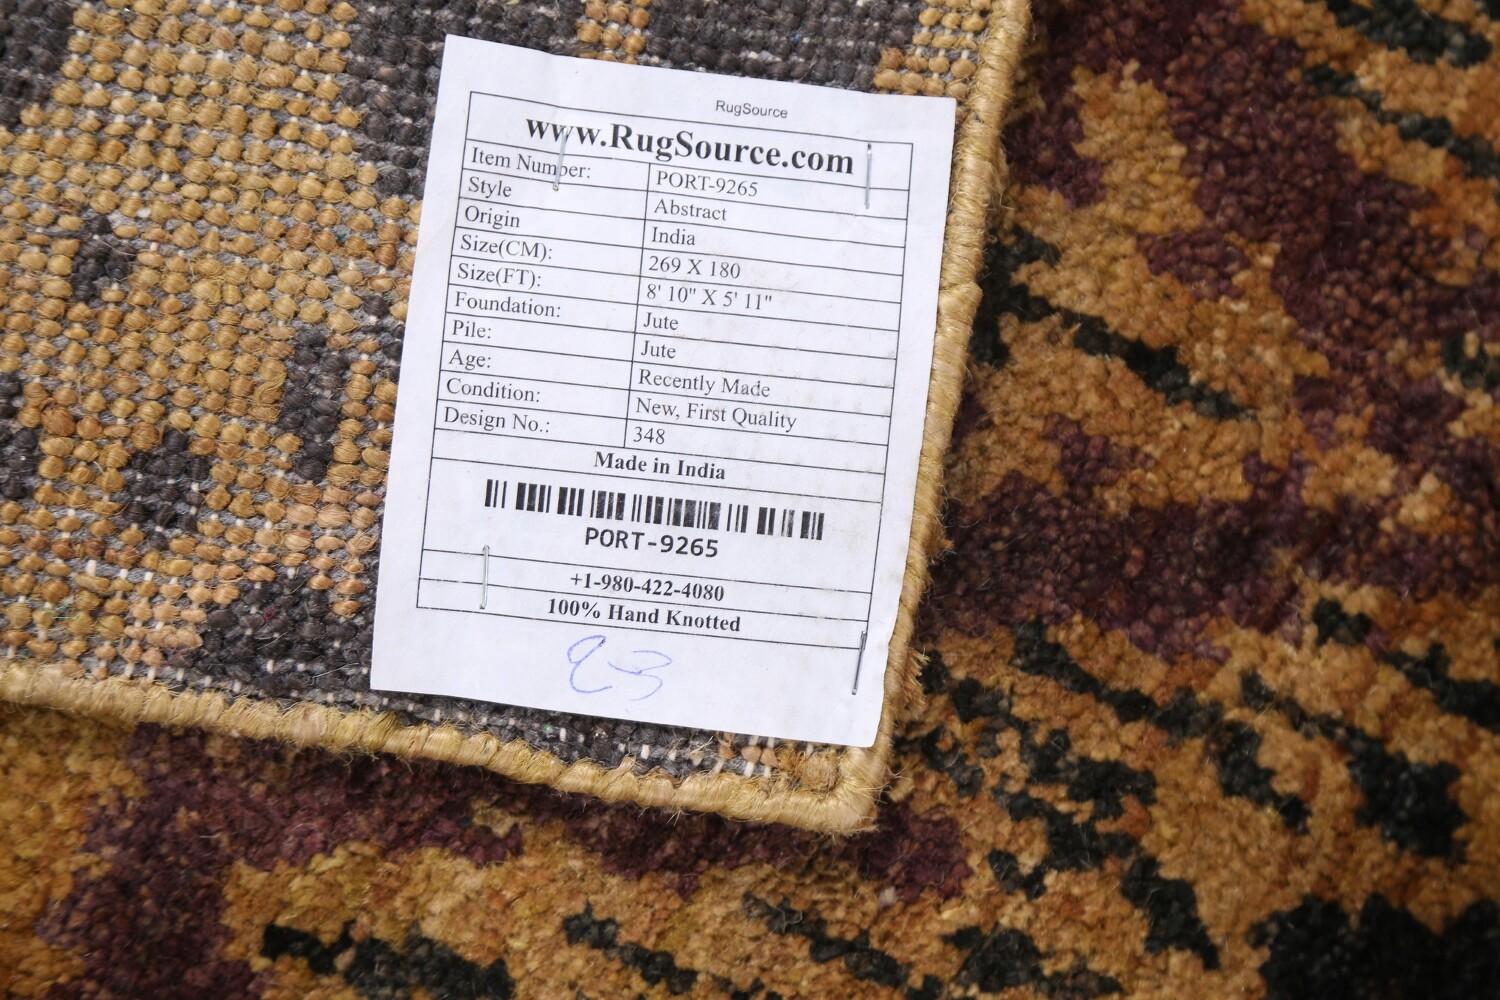 RugSource
www.RugSource.com
Item Number: PORT-9265
Style Abstract
Origin India
Size(CM): 269 X 180
Size(FT): 8' 10" X 5' 11"
Foundation: Jute
Pile: Jute
Age: Recently Made
Condition: New, First Quality
Design No.: 348
Made in India
PORT-9265
+1-980-422-4080
100% Hand Knotted